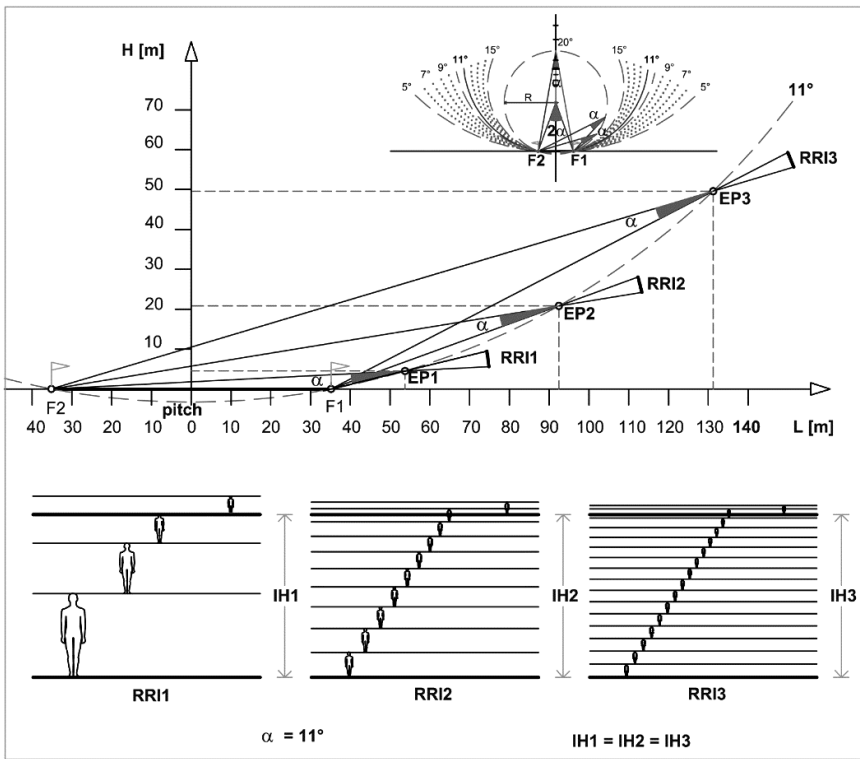 H [m]
70
60
50
40
30
20
10
5° 7° 9° 11° 15° 20° 15° 11° 7° 5°
R
α
2α
α
F2 F1
11°
RRI3
EP3
α
RRI2
EP2
α
RRI1
EP1
α
F2 pitch F1
40 30 20 10 0 10 20 30 40 50 60 70 80 90 100 110 120 130 140 L [m]
IH1 IH2 IH3
RRI1 RRI2 RRI3
α = 11° IH1 = IH2 = IH3